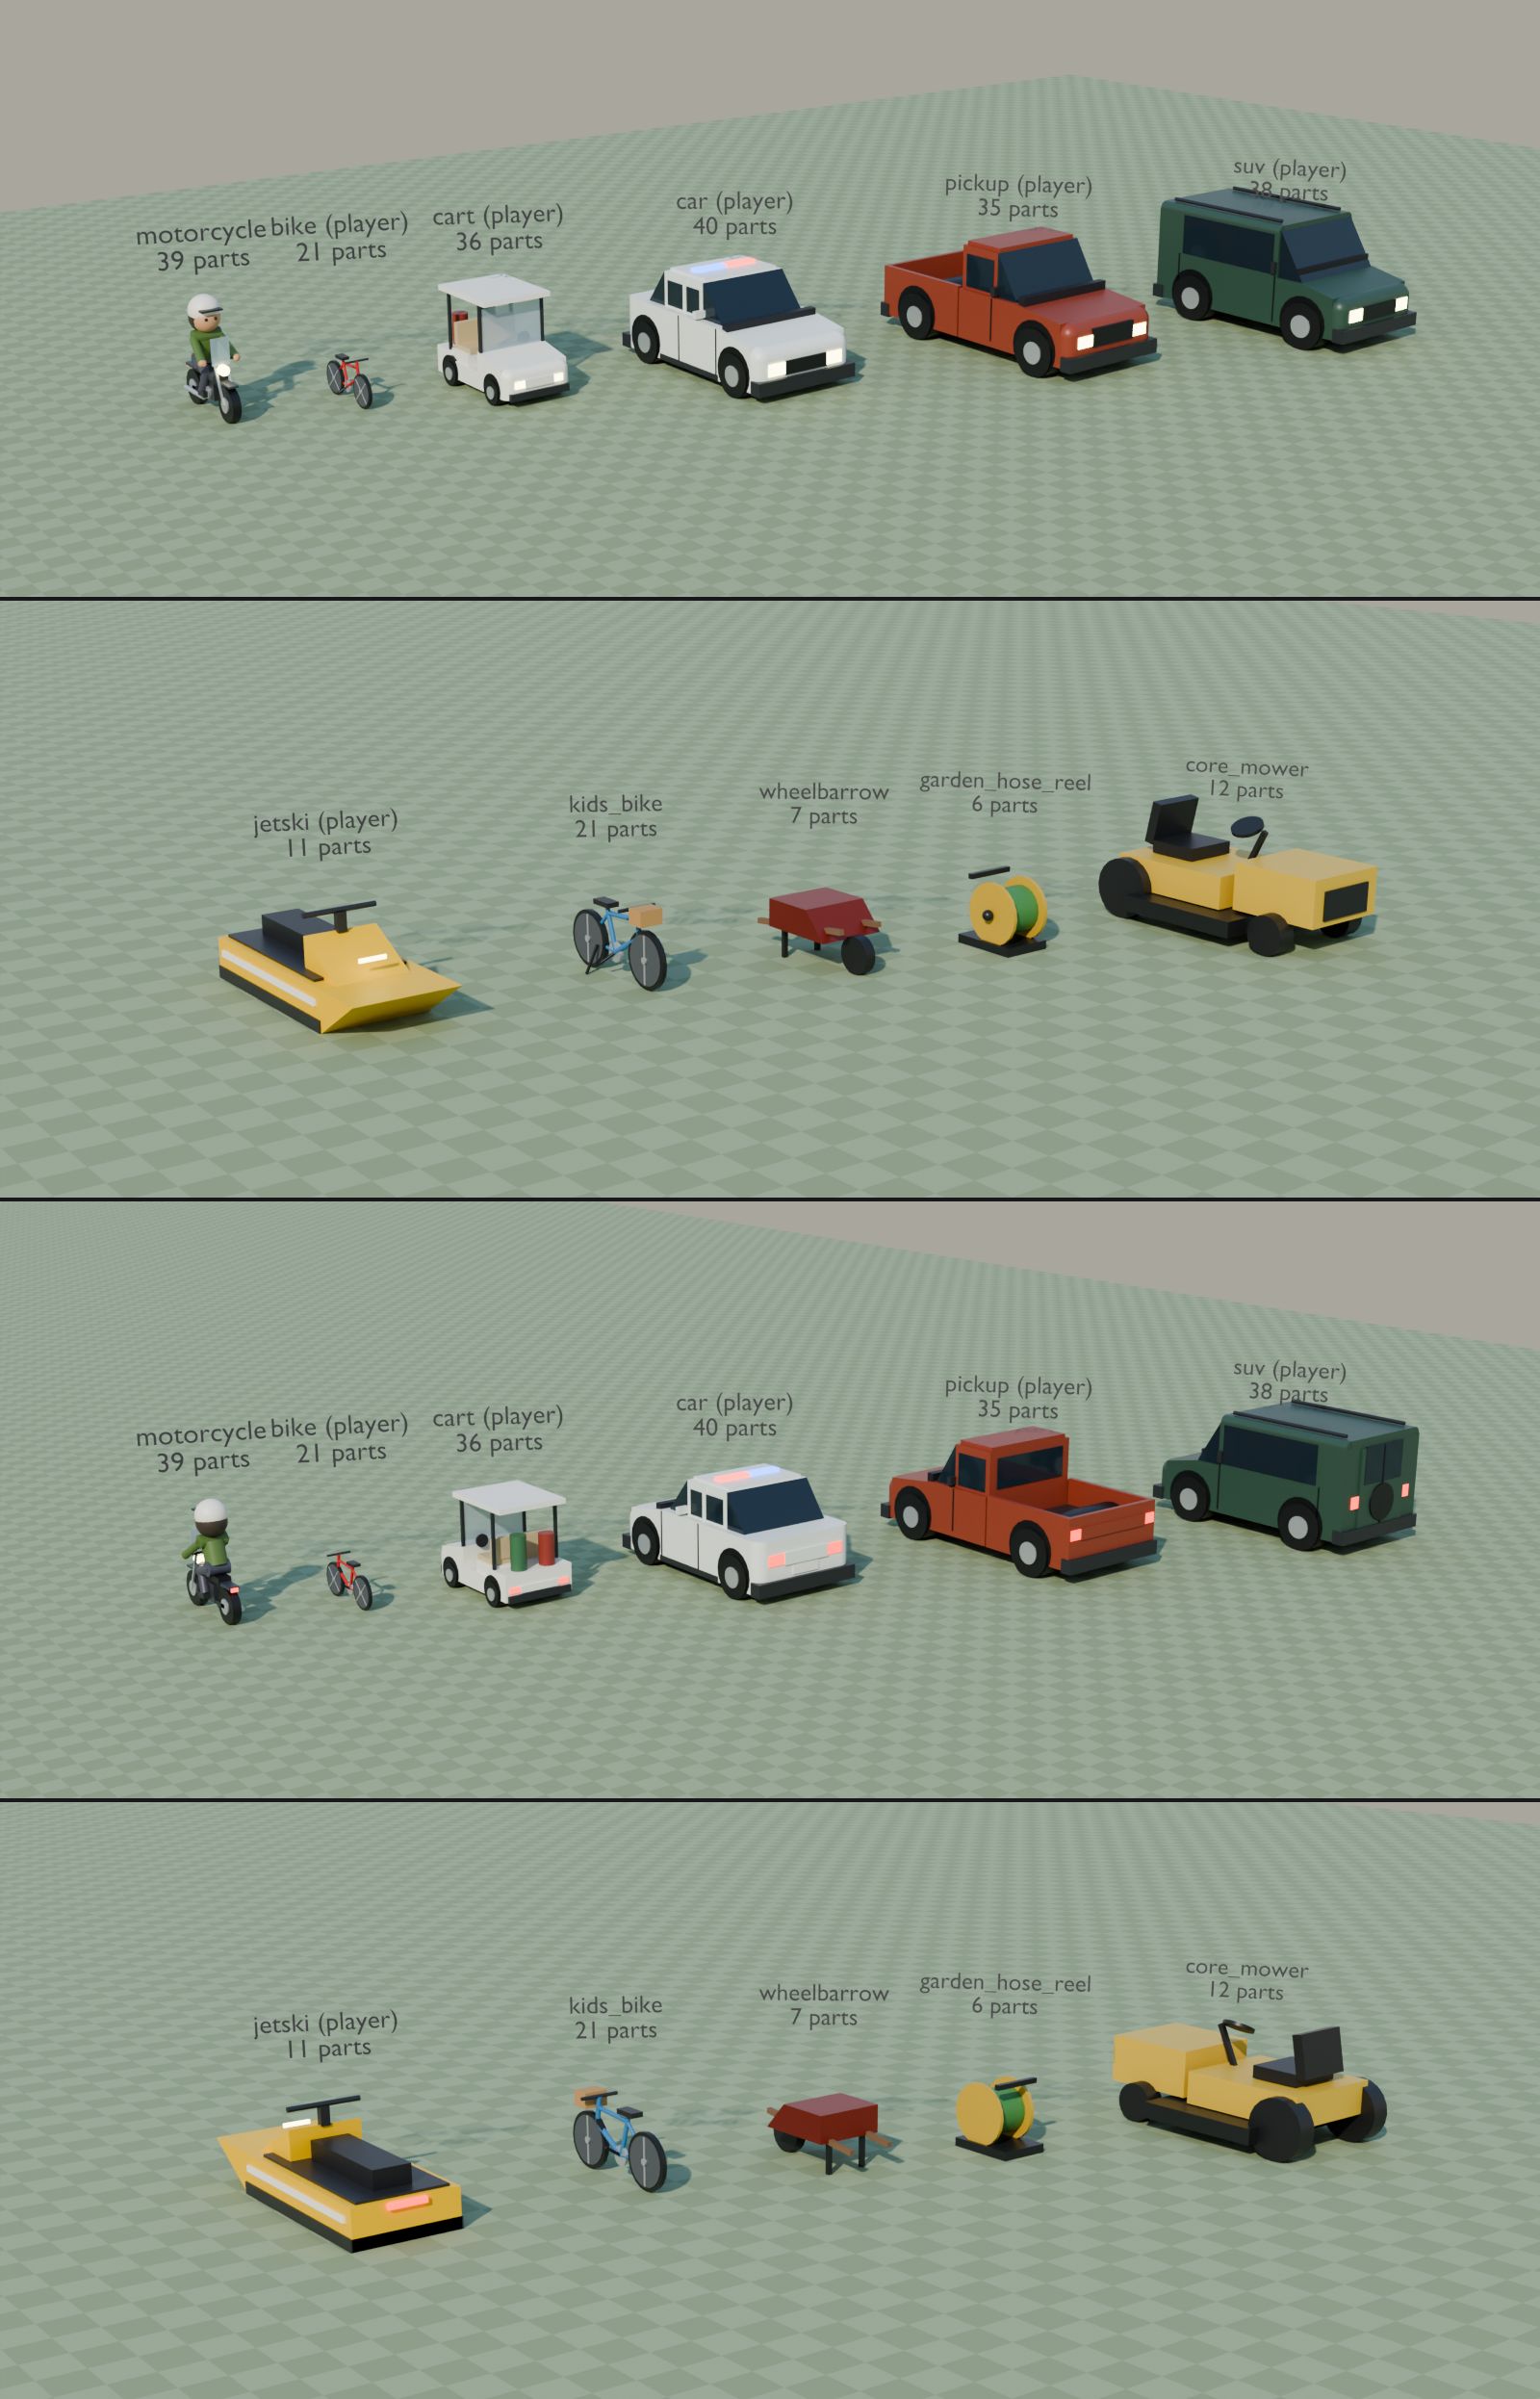 motorcycle
39 parts
bike (player)
21 parts
cart (player)
36 parts
car (player)
40 parts
pickup (player)
35 parts
suv (player)
38 parts
jetski (player)
11 parts
kids_bike
21 parts
wheelbarrow
7 parts
garden_hose_reel
6 parts
core_mower
12 parts
motorcycle
39 parts
bike (player)
21 parts
cart (player)
36 parts
car (player)
40 parts
pickup (player)
35 parts
suv (player)
38 parts
jetski (player)
11 parts
kids_bike
21 parts
wheelbarrow
7 parts
garden_hose_reel
6 parts
core_mower
12 parts